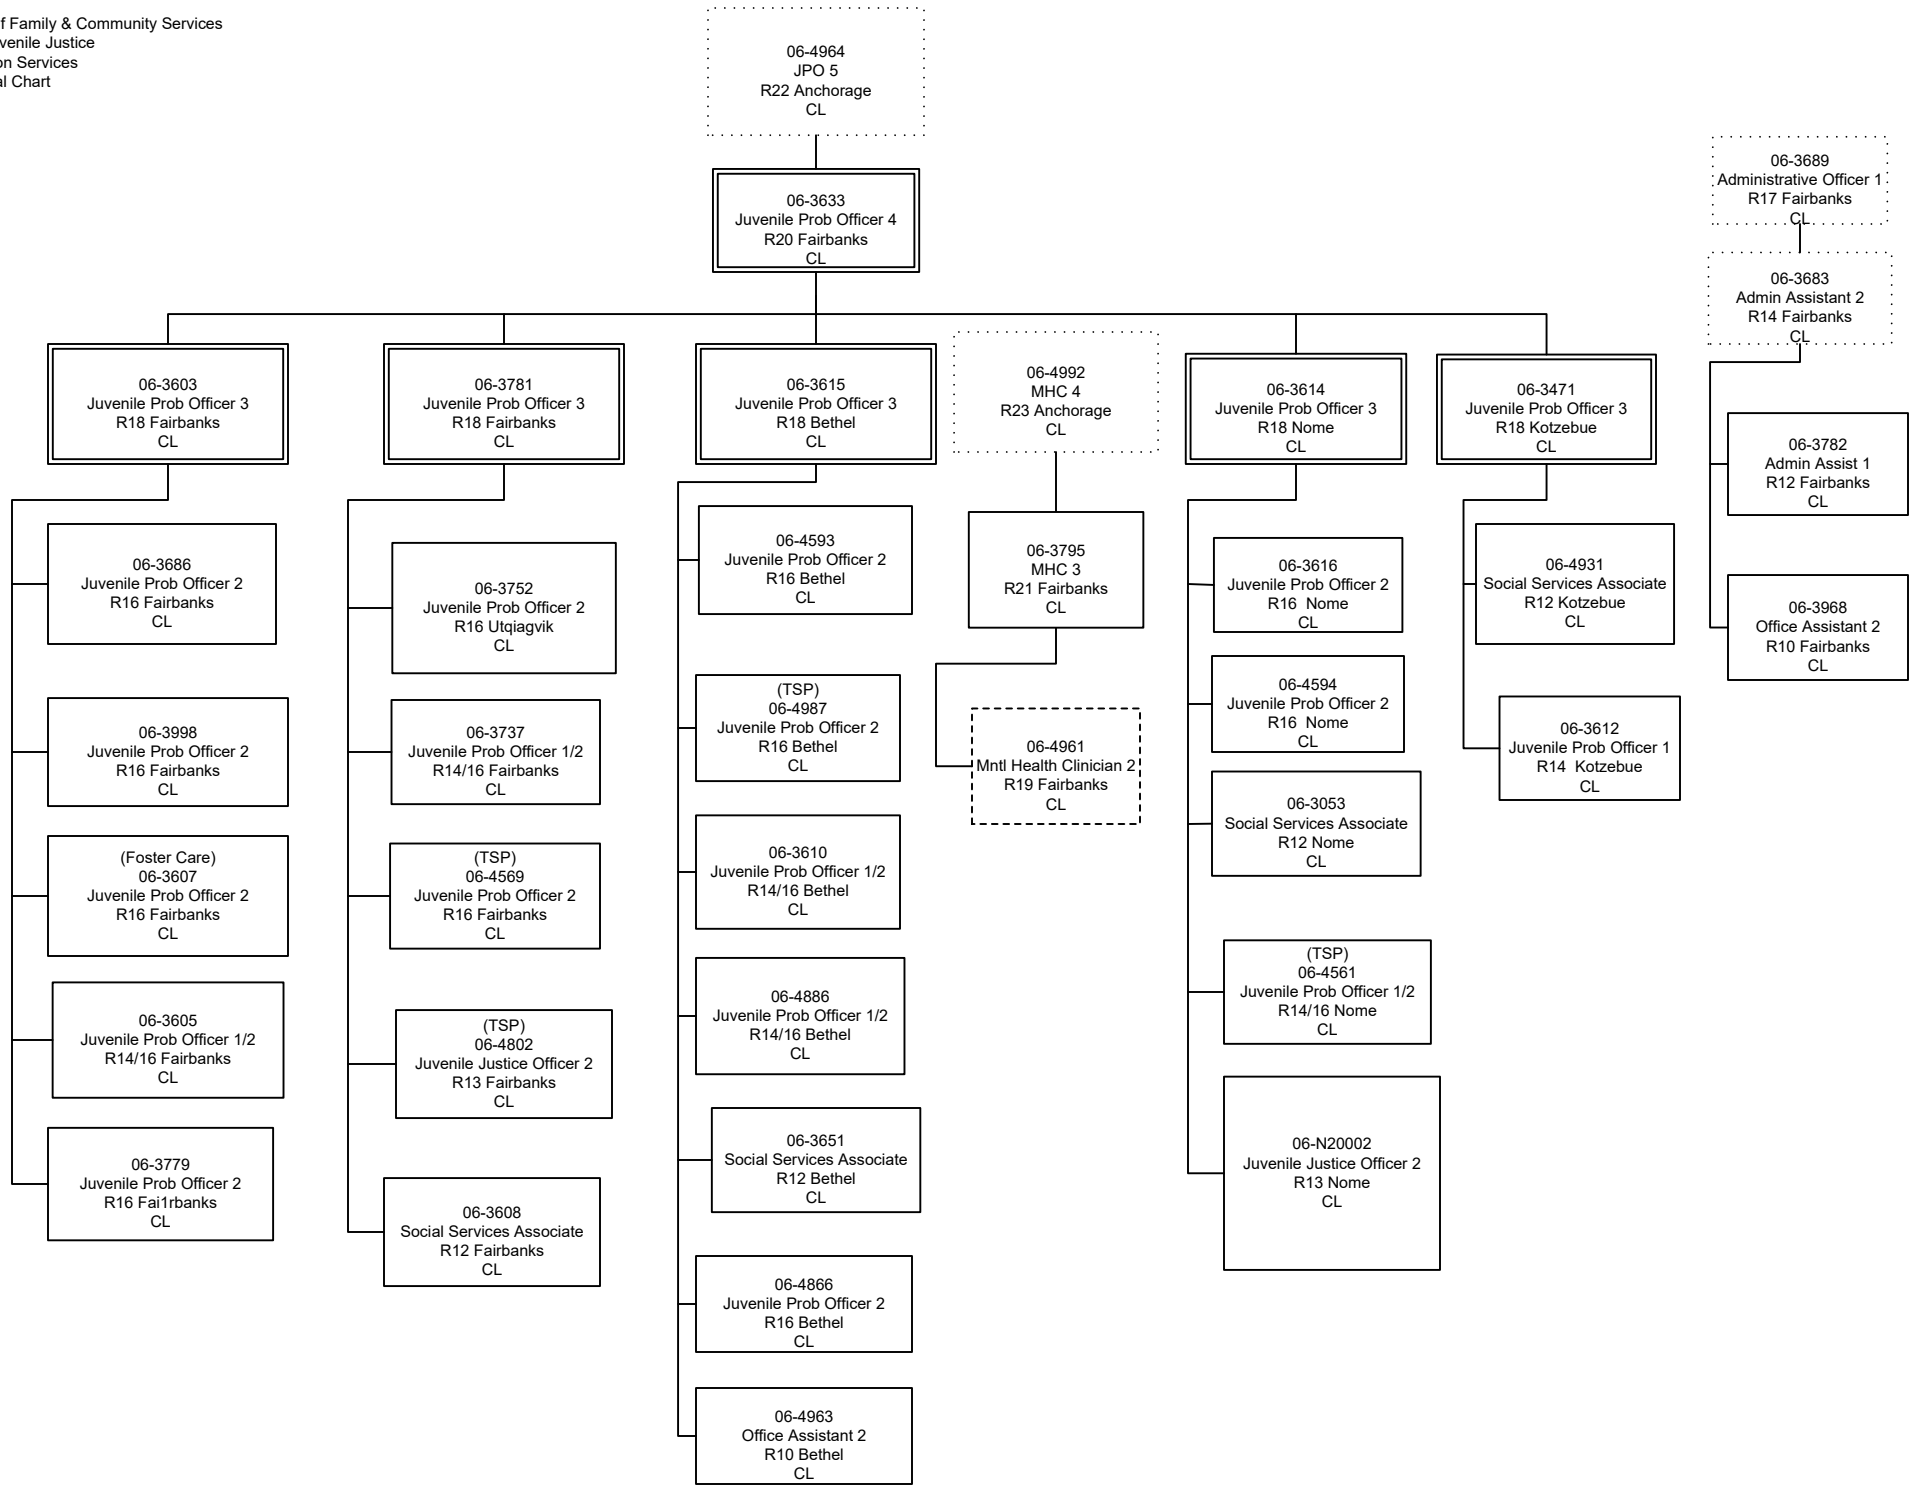 f Family & Community Services
venile Justice
on Services
al Chart
06-4964
JPO 5
R22 Anchorage
CL
06-3633
Juvenile Prob Officer 4
R20 Fairbanks
CL
06-3689
Administrative Officer 1
R17 Fairbanks
CL
06-3683
Admin Assistant 2
R14 Fairbanks
CL
06-3603
Juvenile Prob Officer 3
R18 Fairbanks
CL
06-3781
Juvenile Prob Officer 3
R18 Fairbanks
CL
06-3615
Juvenile Prob Officer 3
R18 Bethel
CL
06-4992
MHC 4
R23 Anchorage
CL
06-3614
Juvenile Prob Officer 3
R18 Nome
CL
06-3471
Juvenile Prob Officer 3
R18 Kotzebue
CL
06-3686
Juvenile Prob Officer 2
R16 Fairbanks
CL
06-3998
Juvenile Prob Officer 2
R16 Fairbanks
CL
(Foster Care)
06-3607
Juvenile Prob Officer 2
R16 Fairbanks
CL
06-3605
Juvenile Prob Officer 1/2
R14/16 Fairbanks
CL
06-3779
Juvenile Prob Officer 2
R16 Fai1rbanks
CL
06-3752
Juvenile Prob Officer 2
R16 Utqiagvik
CL
06-3737
Juvenile Prob Officer 1/2
R14/16 Fairbanks
CL
(TSP)
06-4569
Juvenile Prob Officer 2
R16 Fairbanks
CL
(TSP)
06-4802
Juvenile Justice Officer 2
R13 Fairbanks
CL
06-3608
Social Services Associate
R12 Fairbanks
CL
06-4593
Juvenile Prob Officer 2
R16 Bethel
CL
(TSP)
06-4987
Juvenile Prob Officer 2
R16 Bethel
CL
06-3610
Juvenile Prob Officer 1/2
R14/16 Bethel
CL
06-4886
Juvenile Prob Officer 1/2
R14/16 Bethel
CL
06-3651
Social Services Associate
R12 Bethel
CL
06-4866
Juvenile Prob Officer 2
R16 Bethel
CL
06-4963
Office Assistant 2
R10 Bethel
CL
06-3795
MHC 3
R21 Fairbanks
CL
06-4961
Mntl Health Clinician 2
R19 Fairbanks
CL
06-3616
Juvenile Prob Officer 2
R16  Nome
CL
06-4594
Juvenile Prob Officer 2
R16  Nome
CL
06-3053
Social Services Associate
R12 Nome
CL
(TSP)
06-4561
Juvenile Prob Officer 1/2
R14/16 Nome
CL
06-N20002
Juvenile Justice Officer 2
R13 Nome
CL
06-4931
Social Services Associate
R12 Kotzebue
CL
06-3612
Juvenile Prob Officer 1
R14  Kotzebue
CL
06-3782
Admin Assist 1
R12 Fairbanks
CL
06-3968
Office Assistant 2
R10 Fairbanks
CL